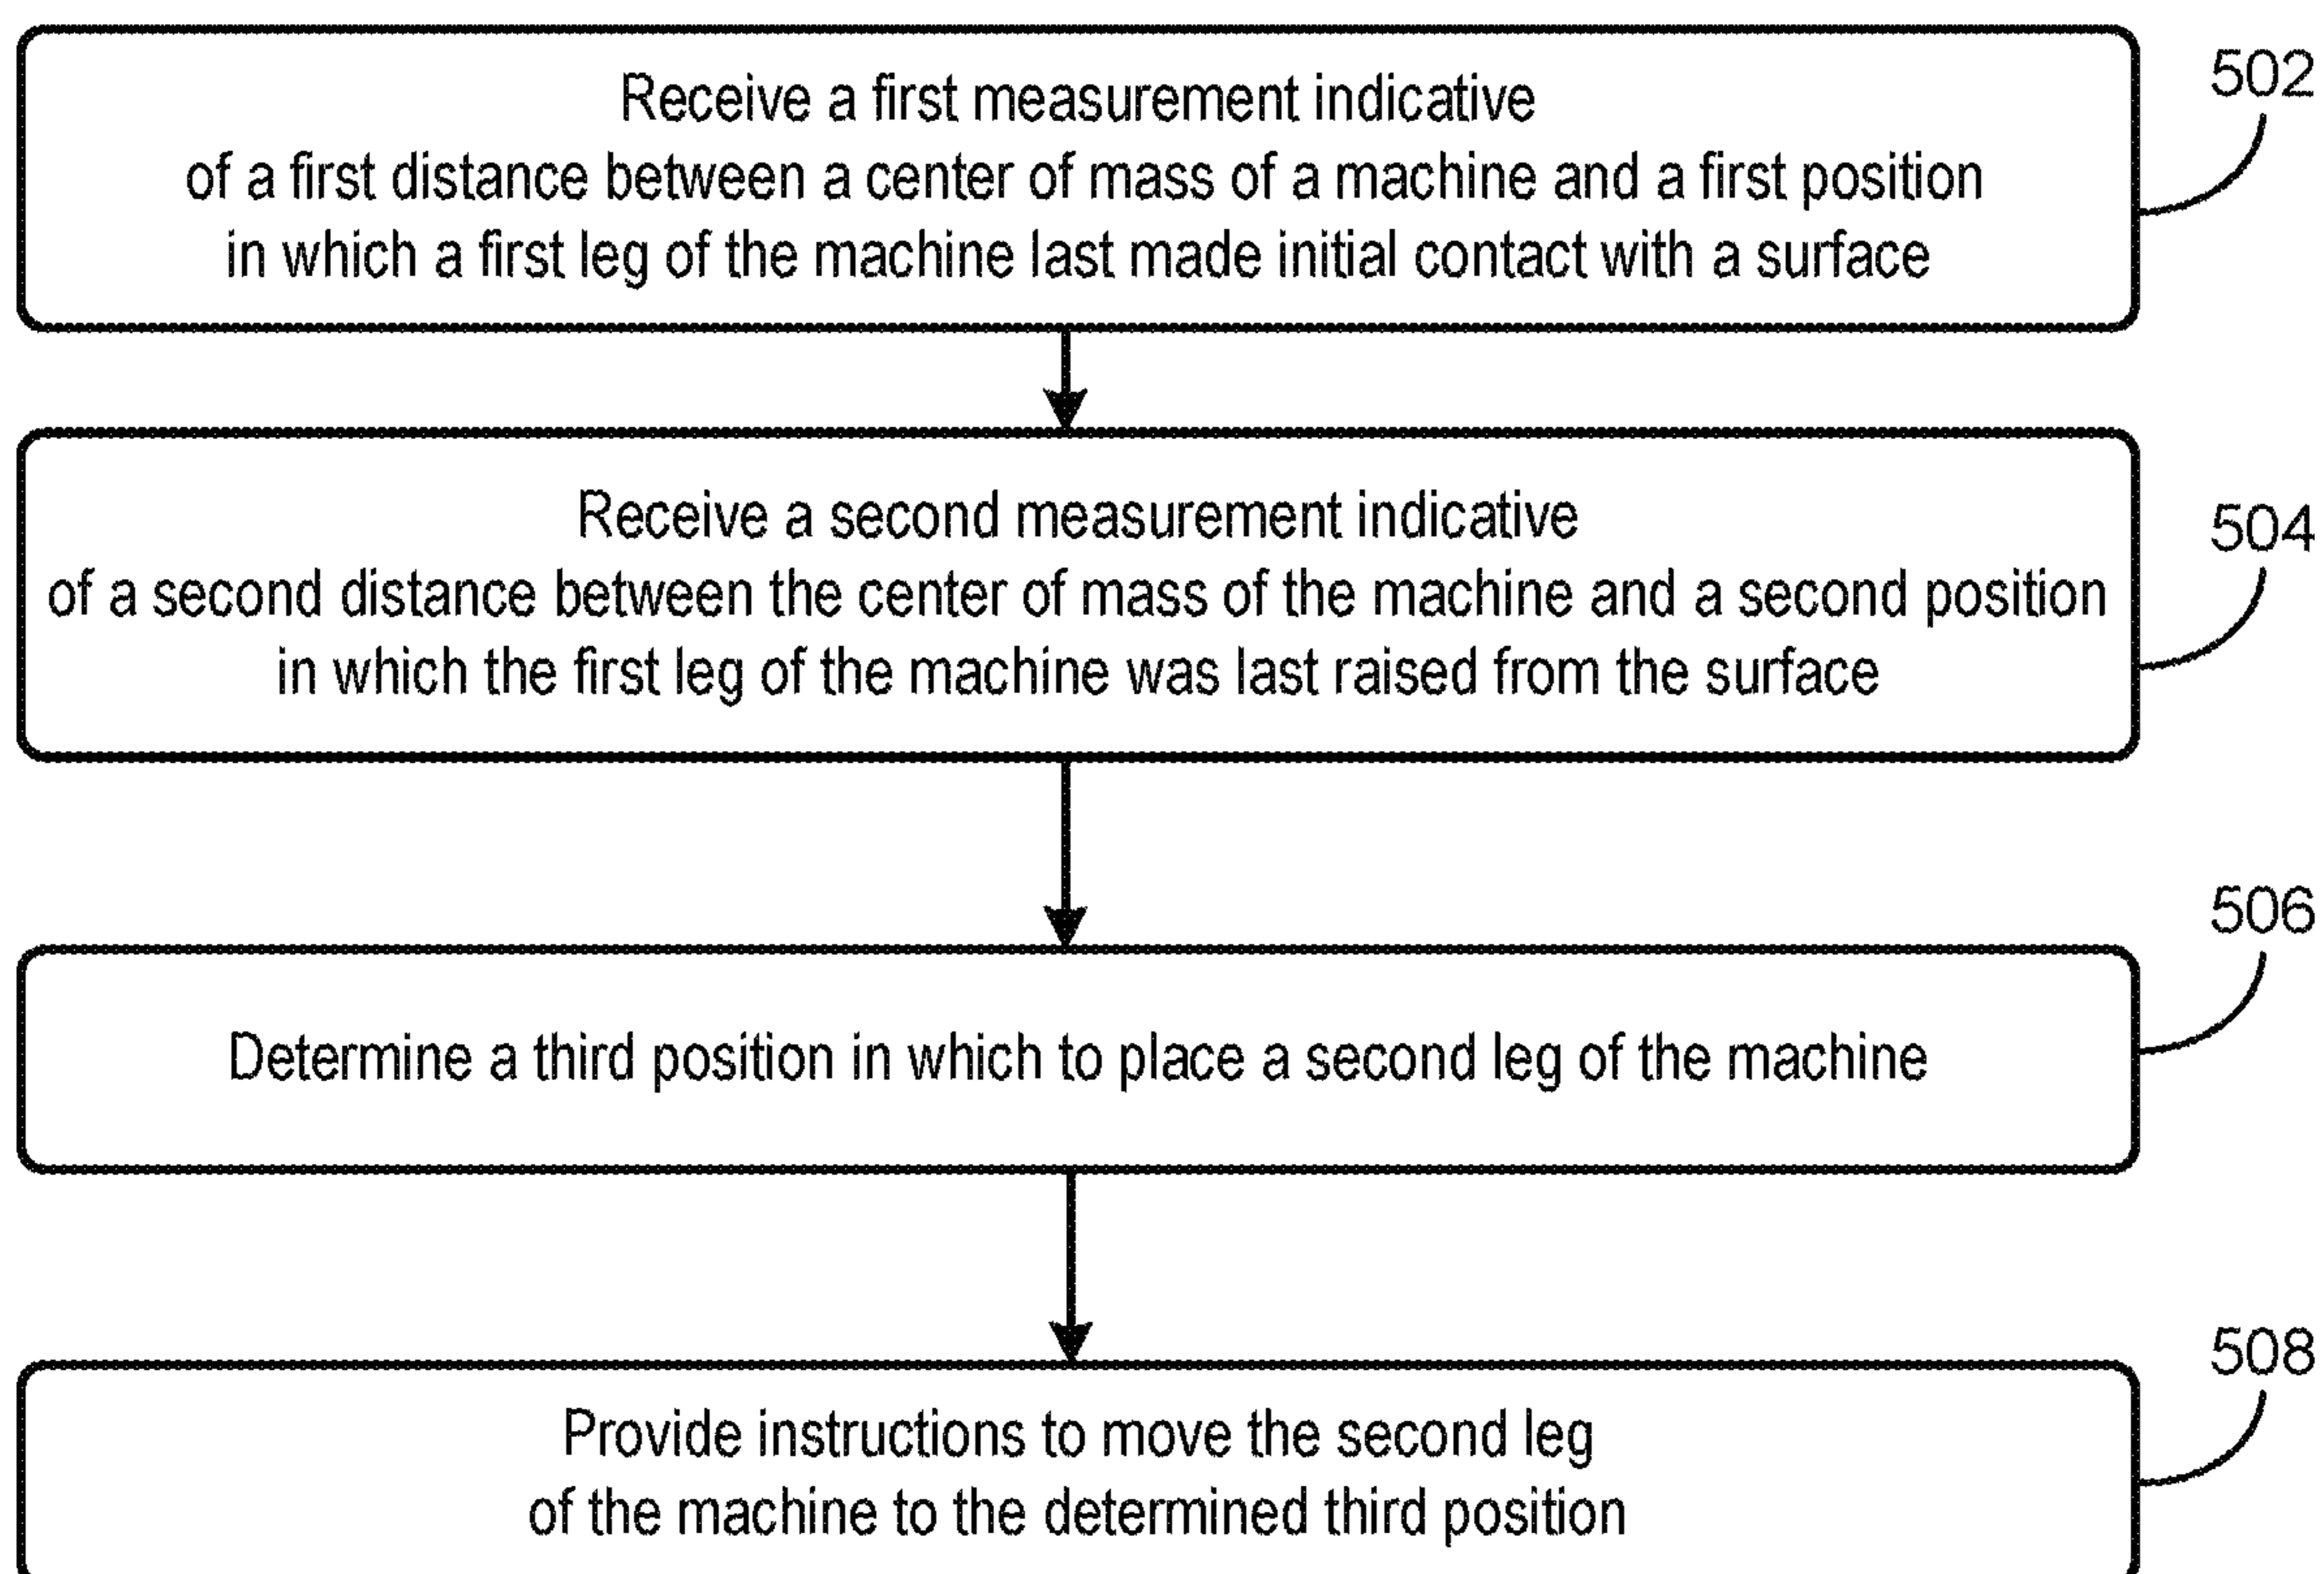 Receive a first measurement indicative
of a first distance between a center of mass of a machine and a first position
in which a first leg of the machine last made initial contact with a surface
502
Receive a second measurement indicative
of a second distance between the center of mass of the machine and a second position
in which the first leg of the machine was last raised from the surface
504
Determine a third position in which to place a second leg of the machine
506
Provide instructions to move the second leg
of the machine to the determined third position
508